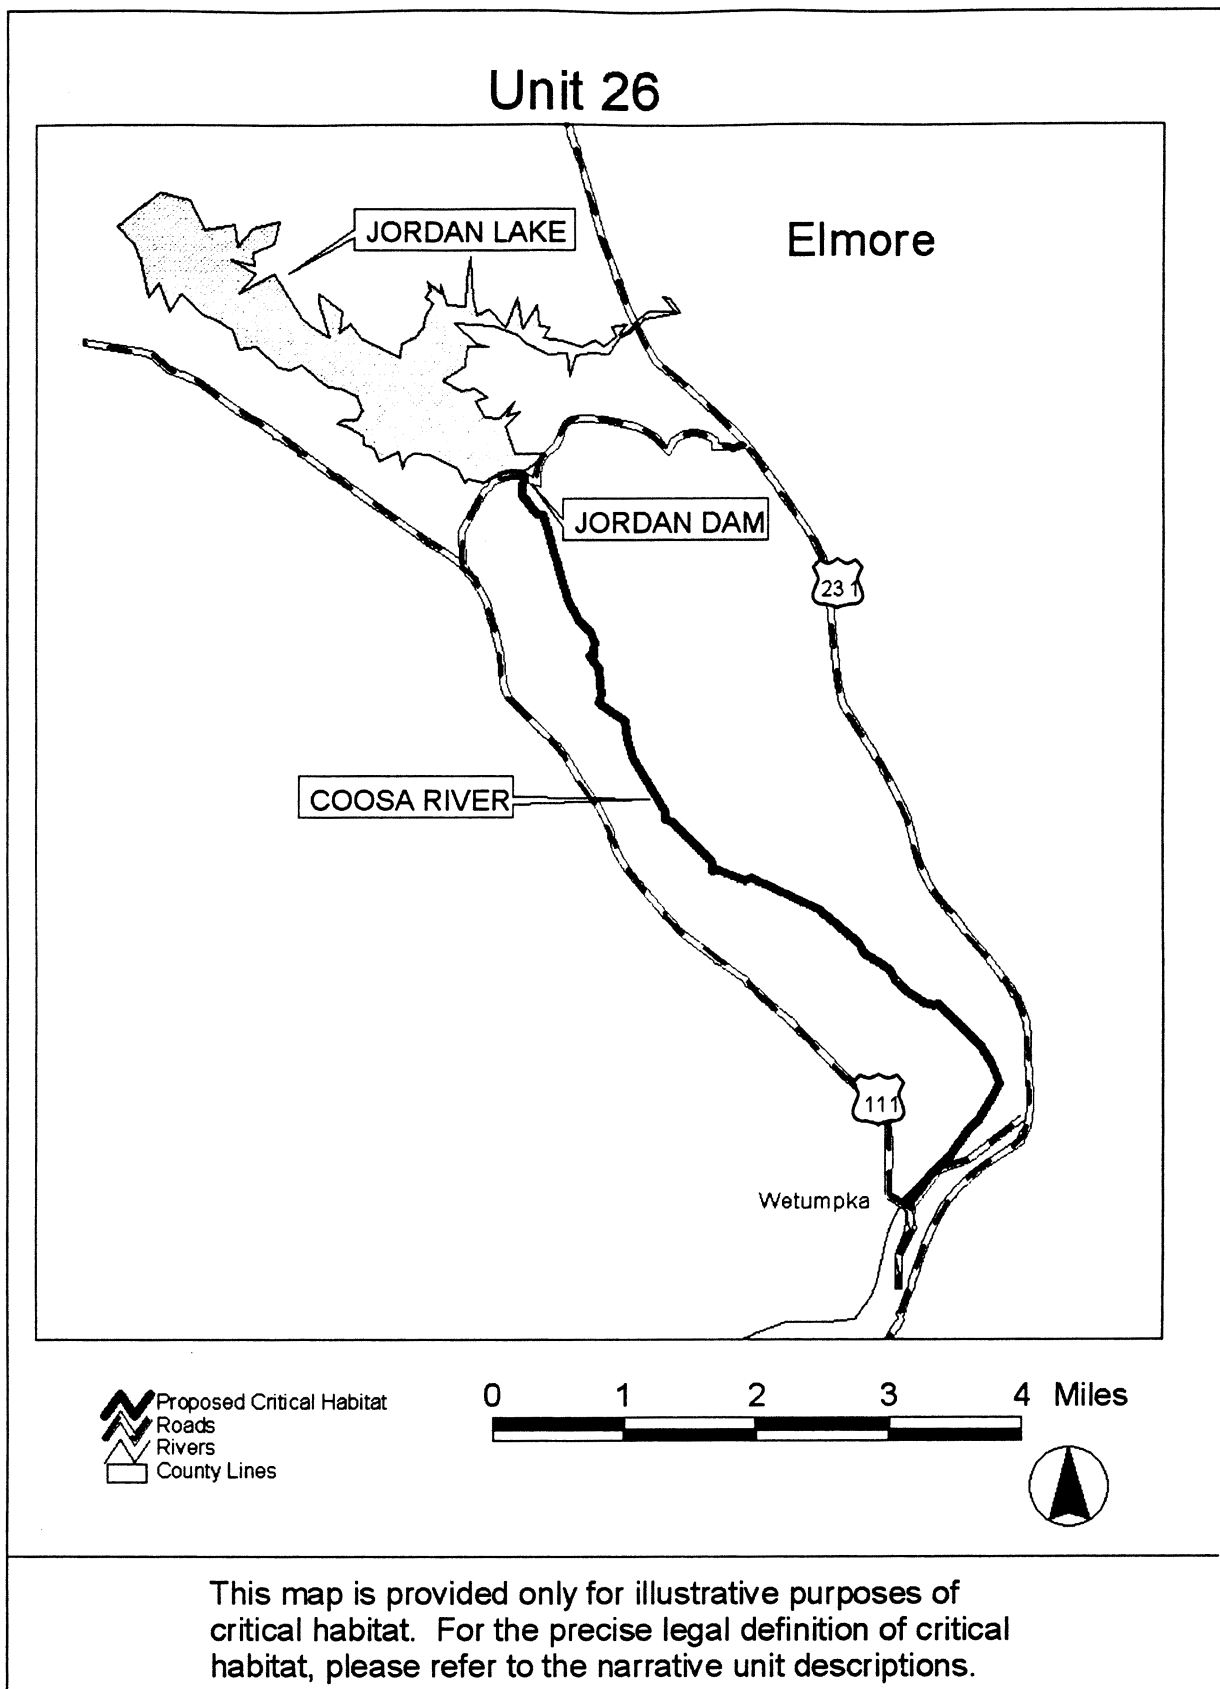 Unit 26
JORDAN LAKE
Elmore
JORDAN DAM
231
COOSA RIVER
111
Wetumpka
Proposed Critical Habitat
Roads
Rivers
County Lines
0 1 2 3 4 Miles
This map is provided only for illustrative purposes of
critical habitat. For the precise legal definition of critical
habitat, please refer to the narrative unit descriptions.